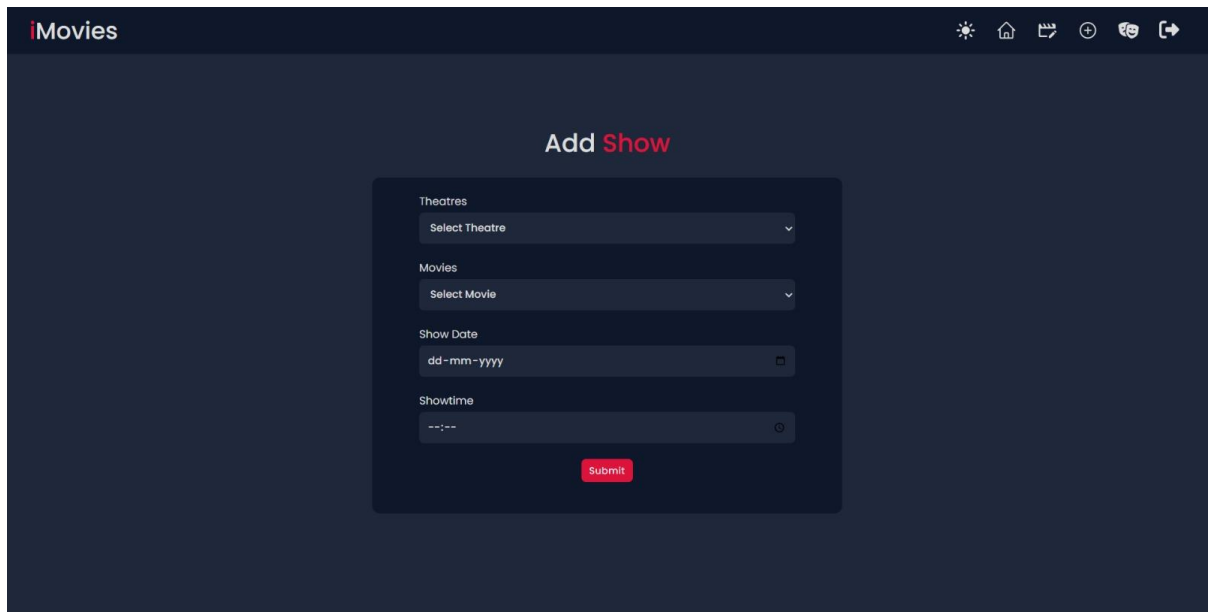 iMovies
Add Show
Theatres
Select Theatre
Movies
Select Movie
Show Date
dd-mm-yyyy
Showtime
--:--
Submit